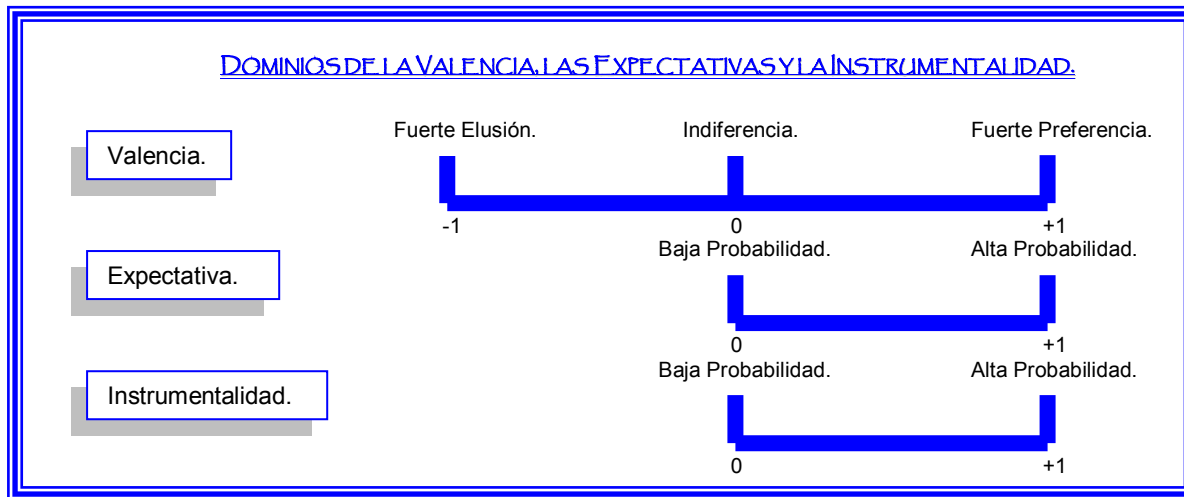 DOMINIOS DE LA VALENCIA, LAS EXPECTATIVAS Y LA INSTRUMENTALIDAD.
Fuerte Elusión. Indiferencia. Fuerte Preferencia.
Valencia.
-1 0 +1
Baja Probabilidad. Alta Probabilidad.
Expectativa.
0 +1
Baja Probabilidad. Alta Probabilidad.
Instrumentalidad.
0 +1